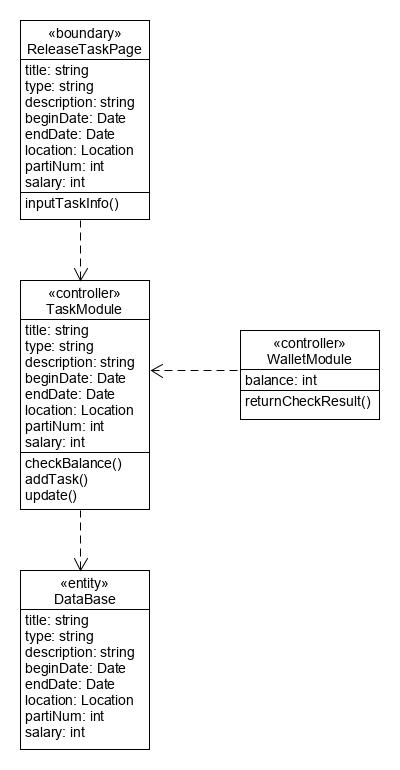 «boundary»
ReleaseTaskPage
title: string
type: string
description: string
beginDate: Date
endDate: Date
location: Location
partiNum: int
salary: int
inputTaskInfo()
«controller»
TaskModule
title: string
type: string
description: string
beginDate: Date
endDate: Date
location: Location
partiNum: int
salary: int
checkBalance()
addTask()
update()
«controller»
WalletModule
balance: int
returnCheckResult()
«entity»
DataBase
title: string
type: string
description: string
beginDate: Date
endDate: Date
location: Location
partiNum: int
salary: int